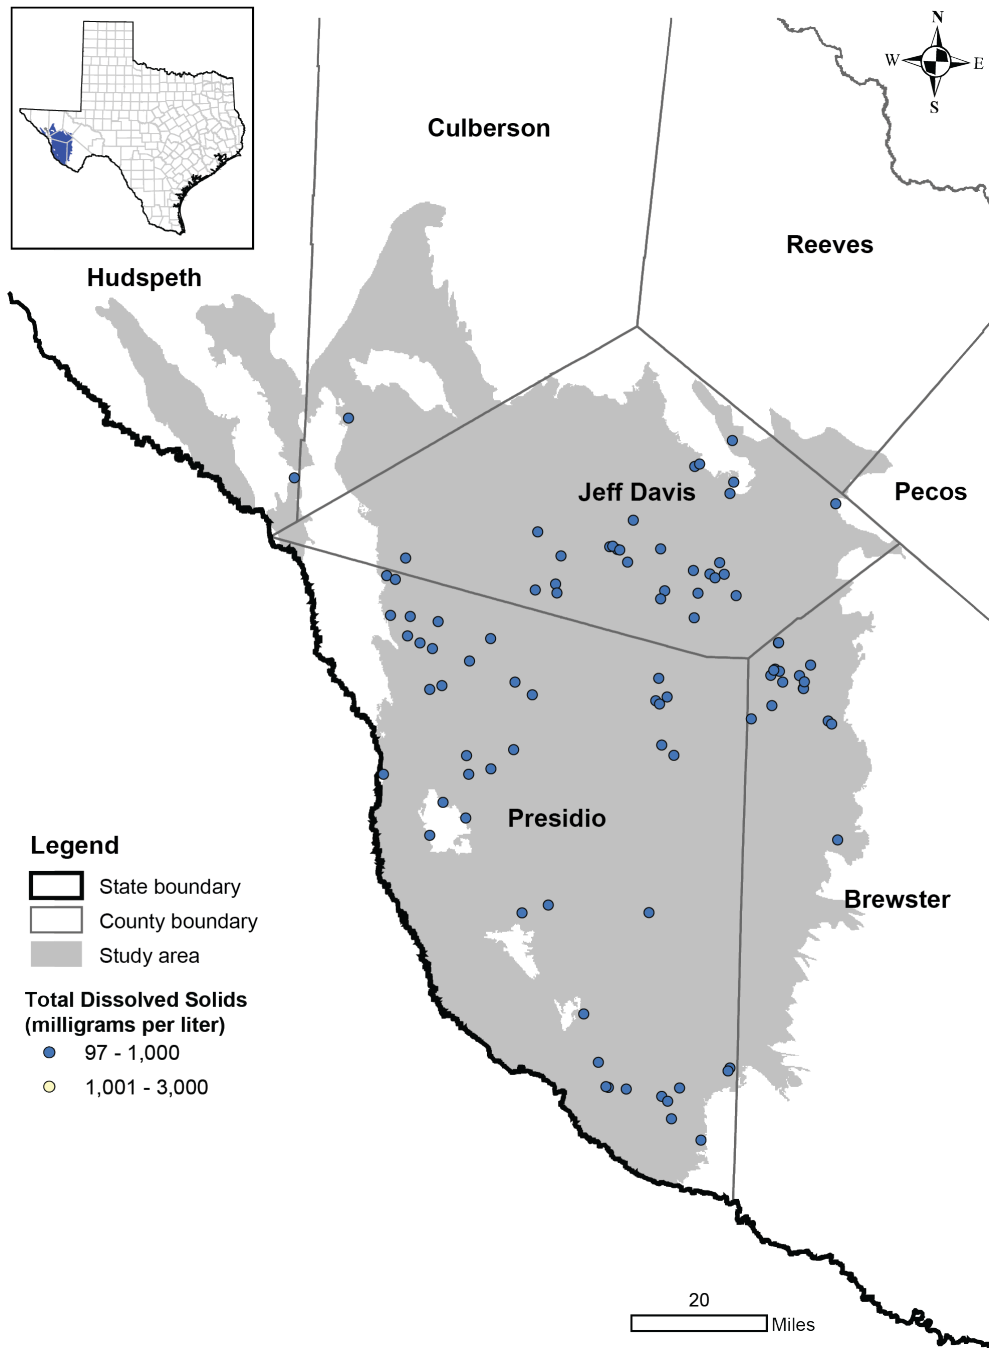 N
W E
S
Culberson
Reeves
Hudspeth
Jeff Davis
Pecos
Presidio
Brewster
Legend
State boundary
County boundary
Study area
Total Dissolved Solids
(milligrams per liter)
97 - 1,000
1,001 - 3,000
20
Miles